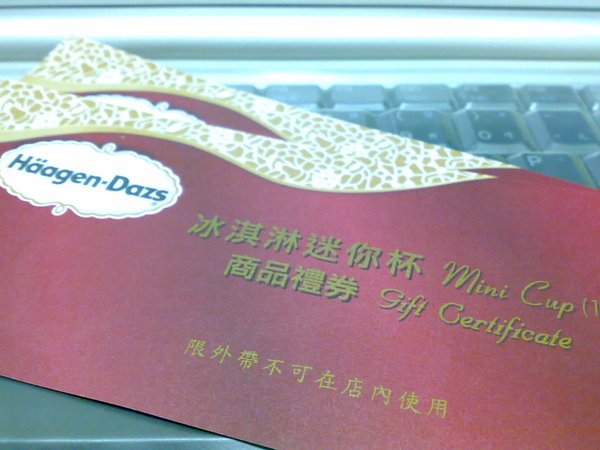 Häagen-Dazs
冰淇淋迷你杯 Mini Cup
商品禮券 Gift Certificate
限外帶不可在店內使用